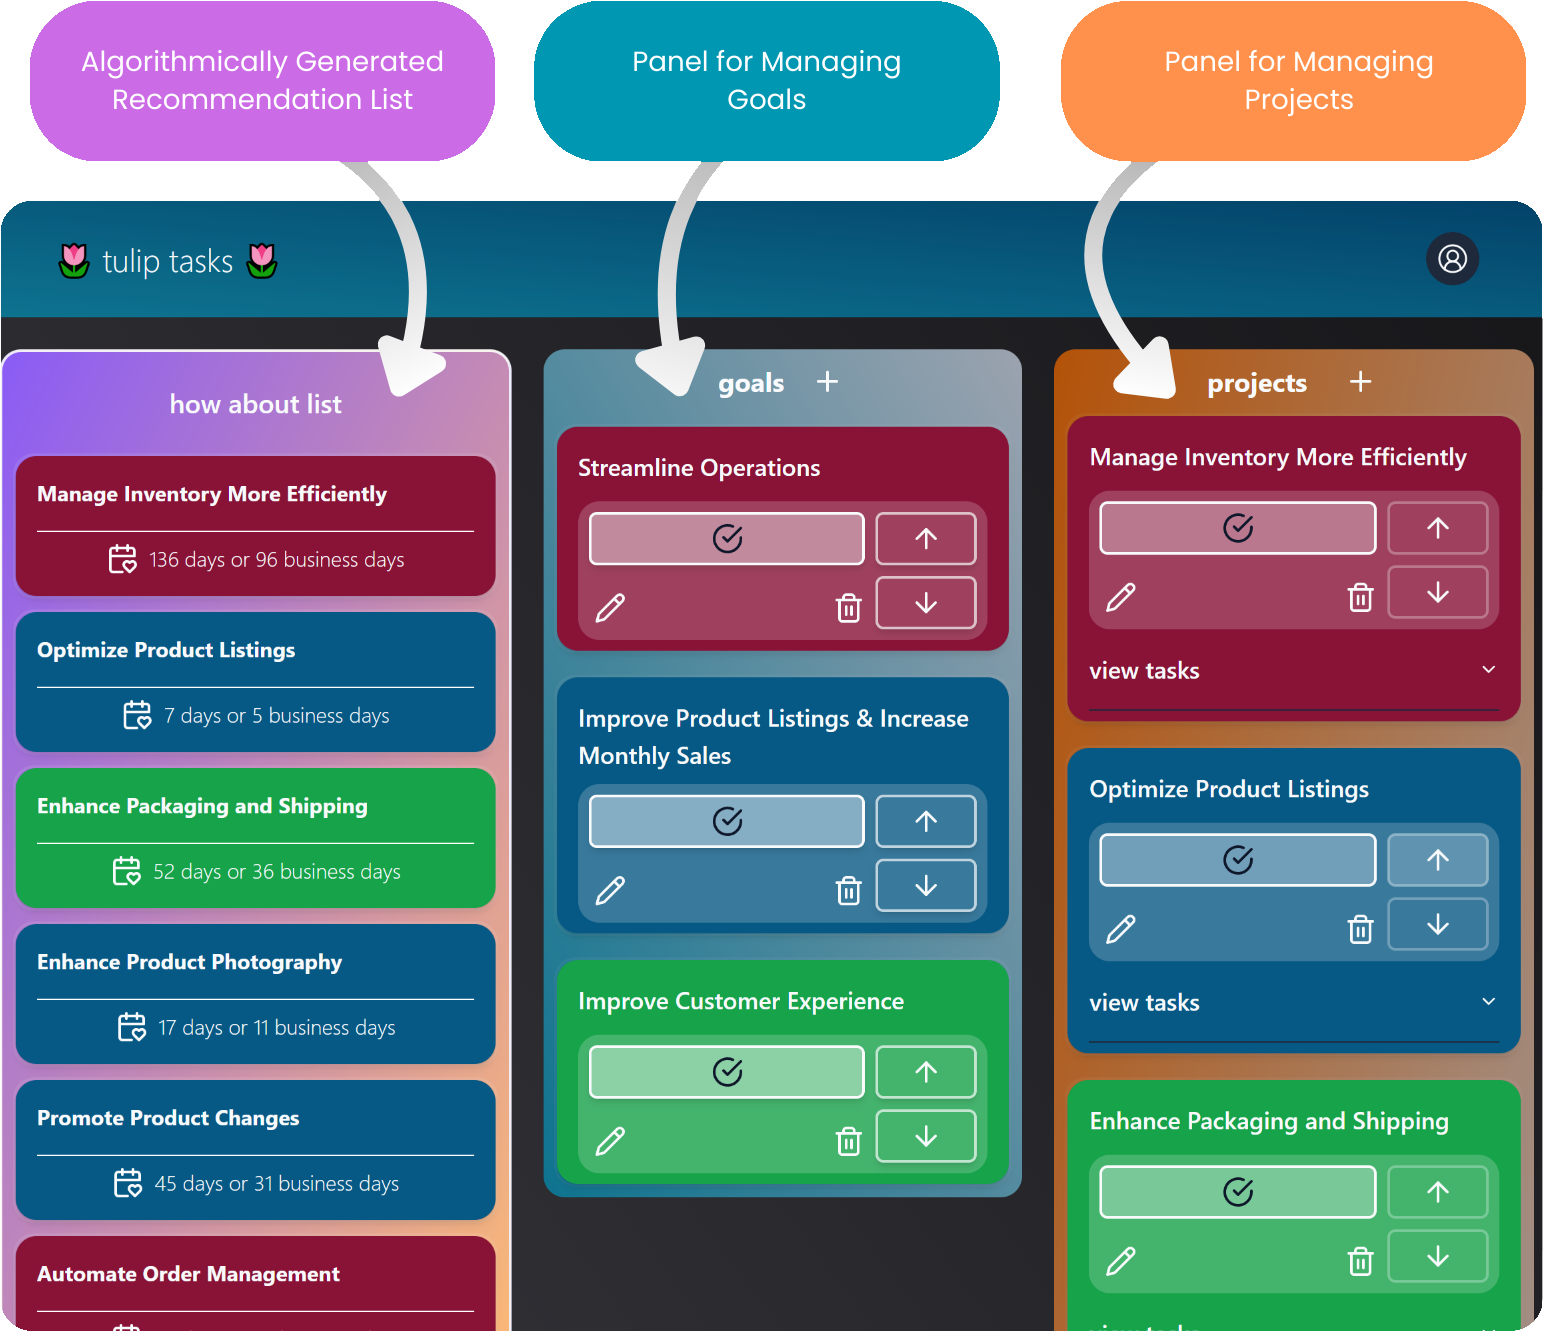 Algorithmically Generated
Recommendation List
Panel for Managing
Goals
Panel for Managing
Projects
tulip tasks
how about list
Manage Inventory More Efficiently
136 days or 96 business days
Optimize Product Listings
7 days or 5 business days
Enhance Packaging and Shipping
52 days or 36 business days
Enhance Product Photography
17 days or 11 business days
Promote Product Changes
45 days or 31 business days
Automate Order Management
goals +
Streamline Operations
Improve Product Listings & Increase
Monthly Sales
Improve Customer Experience
projects +
Manage Inventory More Efficiently
view tasks
Optimize Product Listings
view tasks
Enhance Packaging and Shipping
view tasks